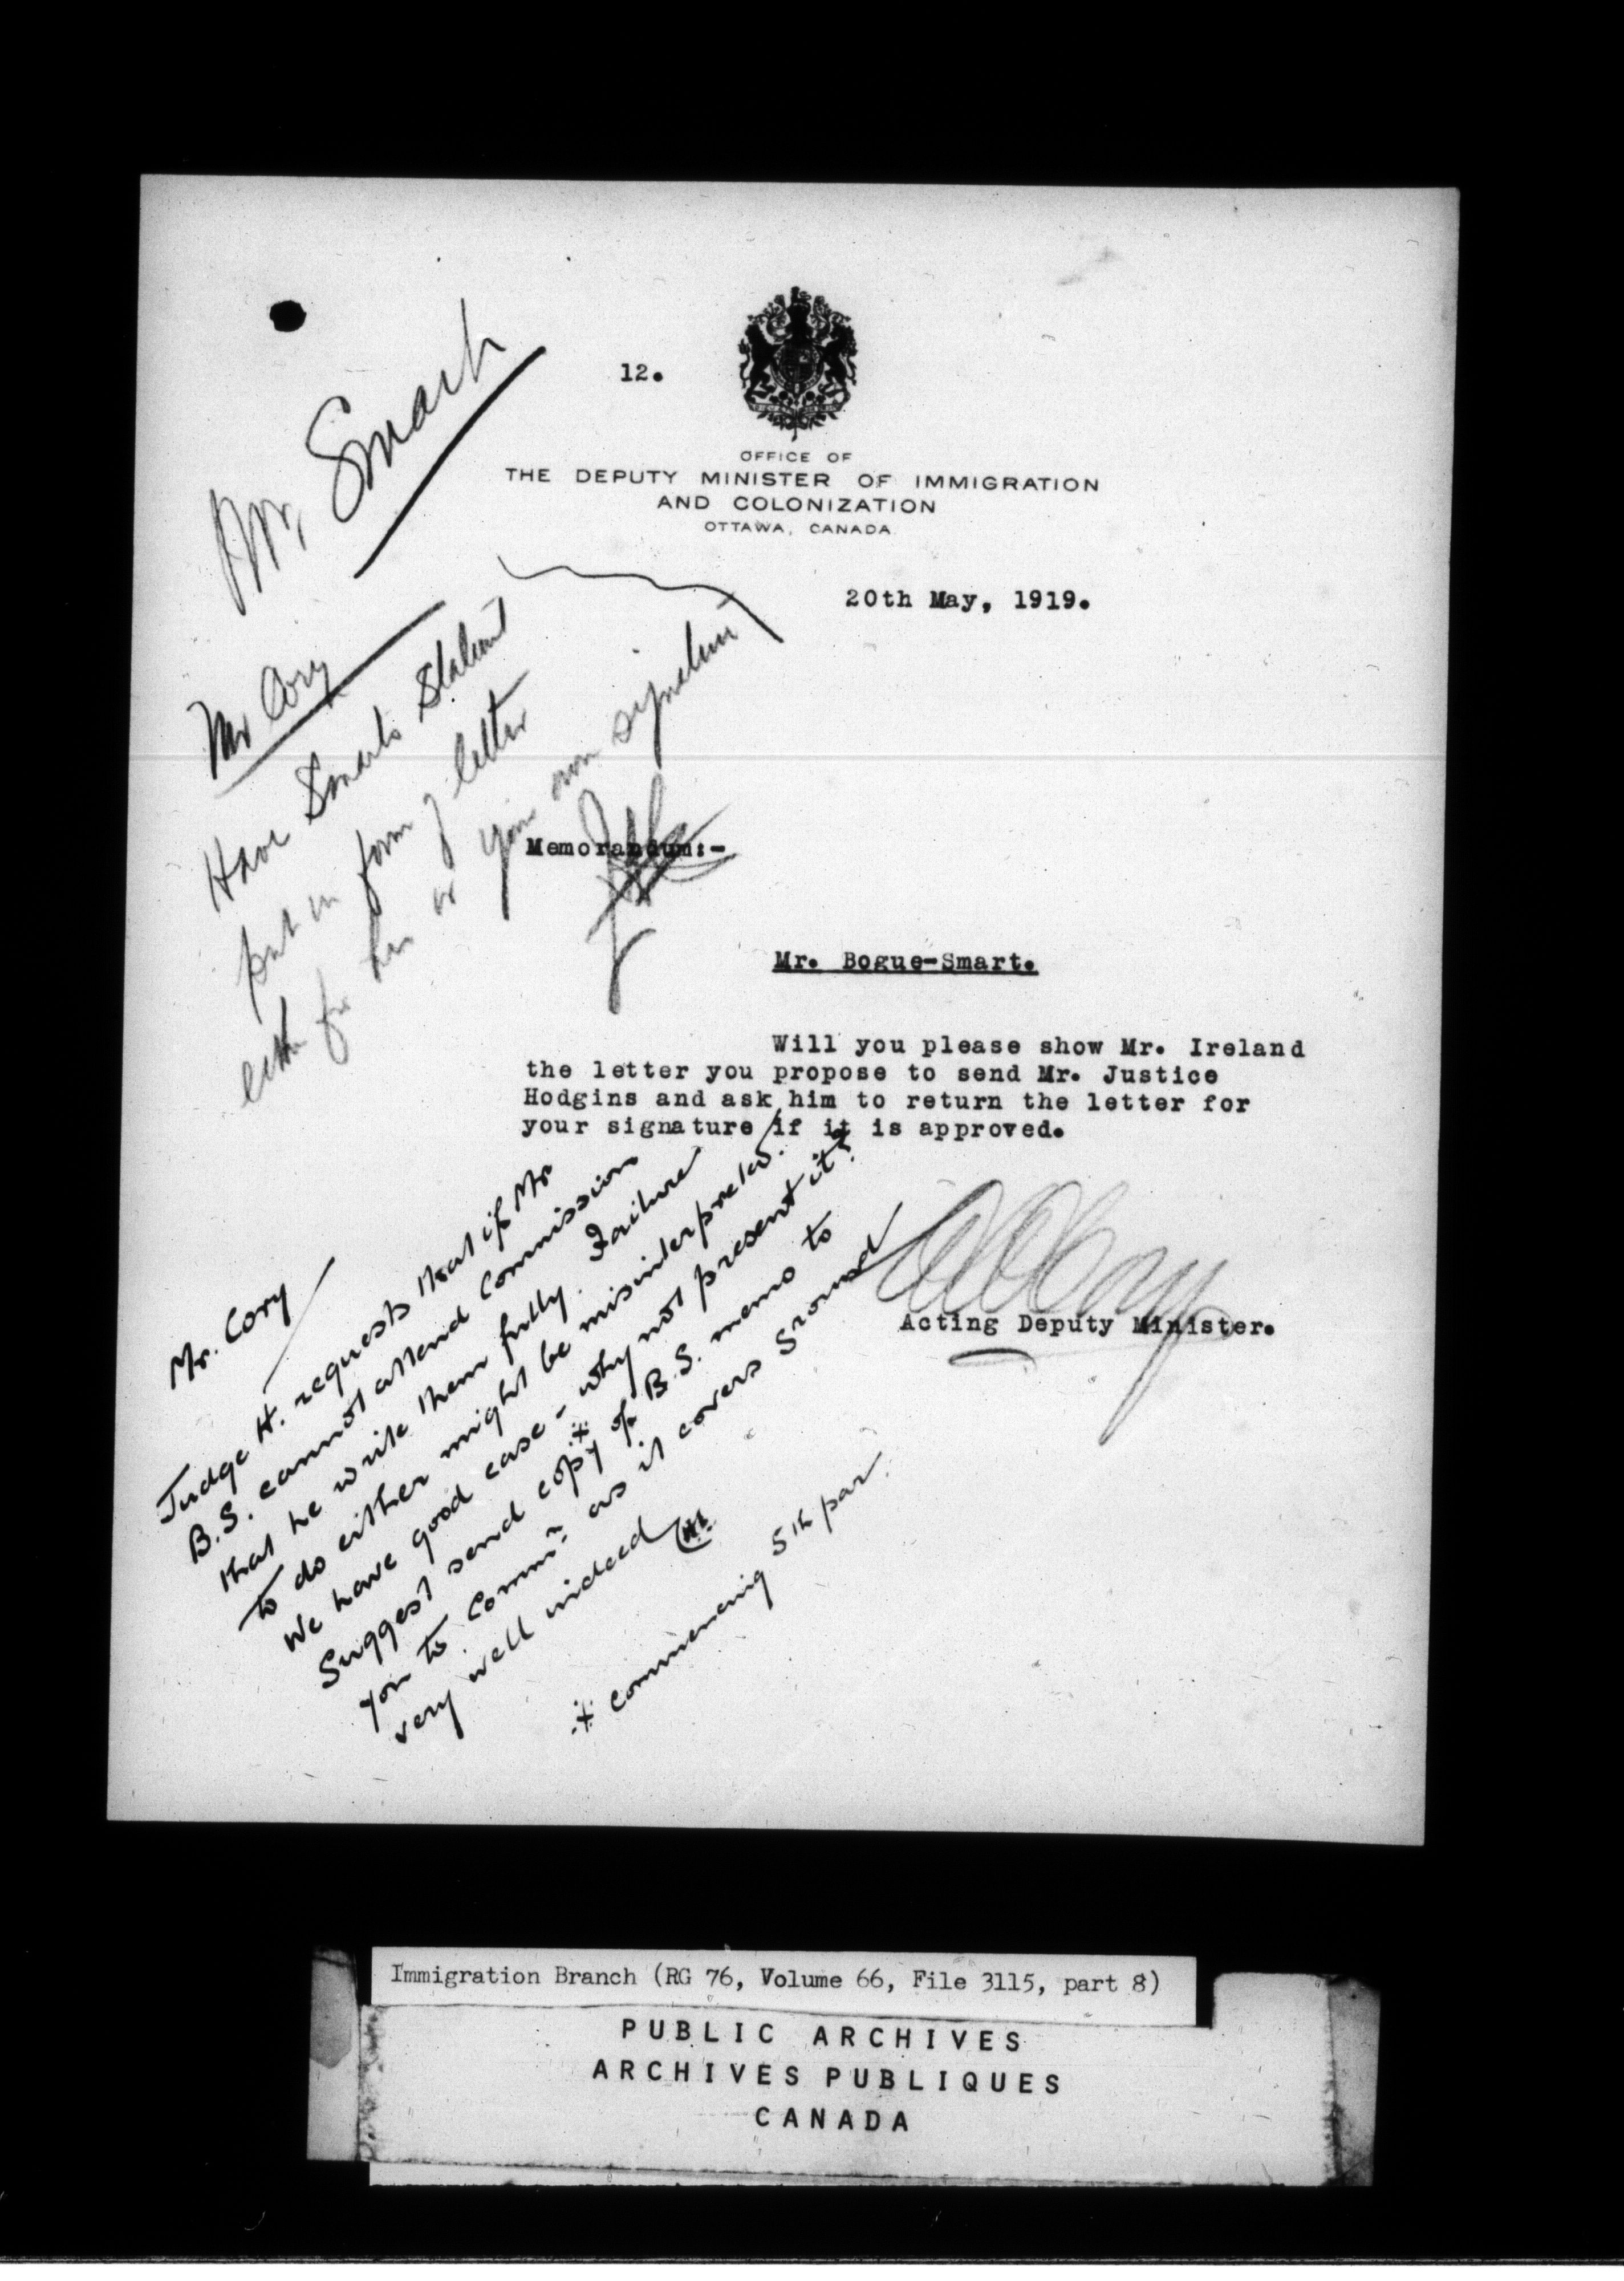 12.
OFFICE OF
THE DEPUTY MINISTER OF IMMIGRATION
AND COLONIZATION
OTTAWA, CANADA
20th May, 1919.
Mr. Smart
Mr Cory
Have Smarts Statement
put in form of letter
either for his or your own signature
Memorandum:-
Mr. Bogue-Smart.
Will you please show Mr. Ireland
the letter you propose to send Mr. Justice
Hodgins and ask him to return the letter for
your signature if it is approved.
WWCory
Acting Deputy Minister.
Mr. Cory
Judge H. requests that if Mr
B.S. cannot attend Commission
that he write them fully. Failure
to do either might be misinterpreted.
We have good case - why not present it?
Suggest send copy ⁜ of B.S. memo to
you to Commn as it covers ground
very well indeed
⁜ commencing 5th par.
Immigration Branch (RG 76, Volume 66, File 3115, part 8)
PUBLIC ARCHIVES
ARCHIVES PUBLIQUES
CANADA